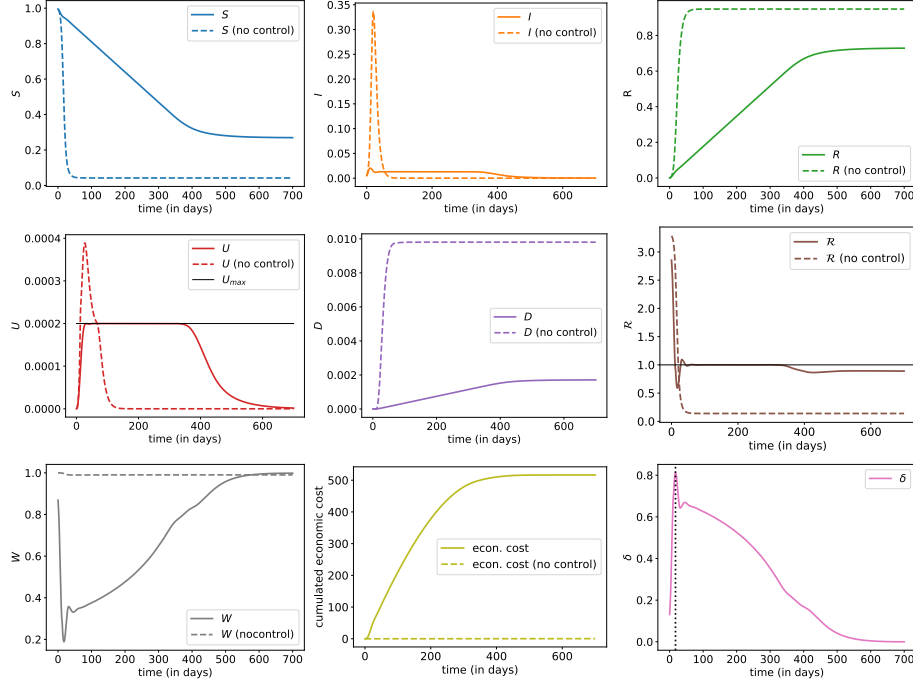 1.0
0.8
0.6
0.4
0.2
0.0
S
0 100 200 300 400 500 600 700
time (in days)
S
S (no control)
0.35
0.30
0.25
0.20
0.15
0.10
0.05
0.00
I
0 200 400 600
time (in days)
I
I (no control)
0.8
0.6
0.4
0.2
0.0
R
0 100 200 300 400 500 600 700
time (in days)
R
R (no control)
0.0004
0.0003
0.0002
0.0001
0.0000
U
0 200 400 600
time (in days)
U
U (no control)
U_max
0.010
0.008
0.006
0.004
0.002
0.000
D
0 200 400 600
time (in days)
D
D (no control)
3.0
2.5
2.0
1.5
1.0
0.5
0.0
ℛ
0 200 400 600
time (in days)
ℛ
ℛ (no control)
1.0
0.8
0.6
0.4
0.2
W
0 100 200 300 400 500 600 700
time (in days)
W
W (nocontrol)
500
400
300
200
100
0
cumulated economic cost
0 200 400 600
time (in days)
econ. cost
econ. cost (no control)
0.8
0.6
0.4
0.2
0.0
δ
0 100 200 300 400 500 600 700
time (in days)
δ